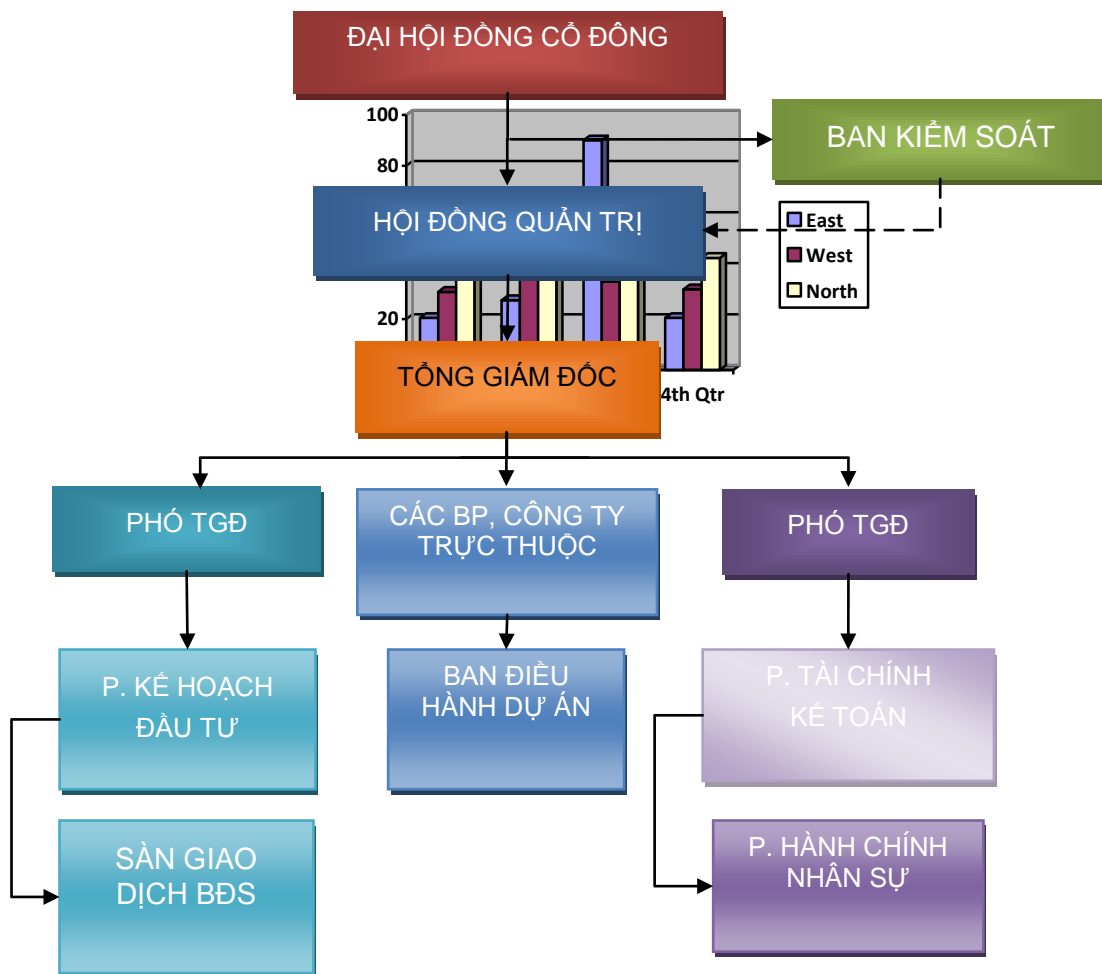 ĐẠI HỘI ĐỒNG CỔ ĐÔNG
100
BAN KIỂM SOÁT
80
HỘI ĐỒNG QUẢN TRỊ
East
West
North
20
TỔNG GIÁM ĐỐC
4th Qtr
PHÓ TGĐ
CÁC BP, CÔNG TY
TRỰC THUỘC
PHÓ TGĐ
P. KẾ HOẠCH
ĐẦU TƯ
BAN ĐIỀU
HÀNH DỰ ÁN
P. TÀI CHÍNH
KẾ TOÁN
SÀN GIAO
DỊCH BĐS
P. HÀNH CHÍNH
NHÂN SỰ